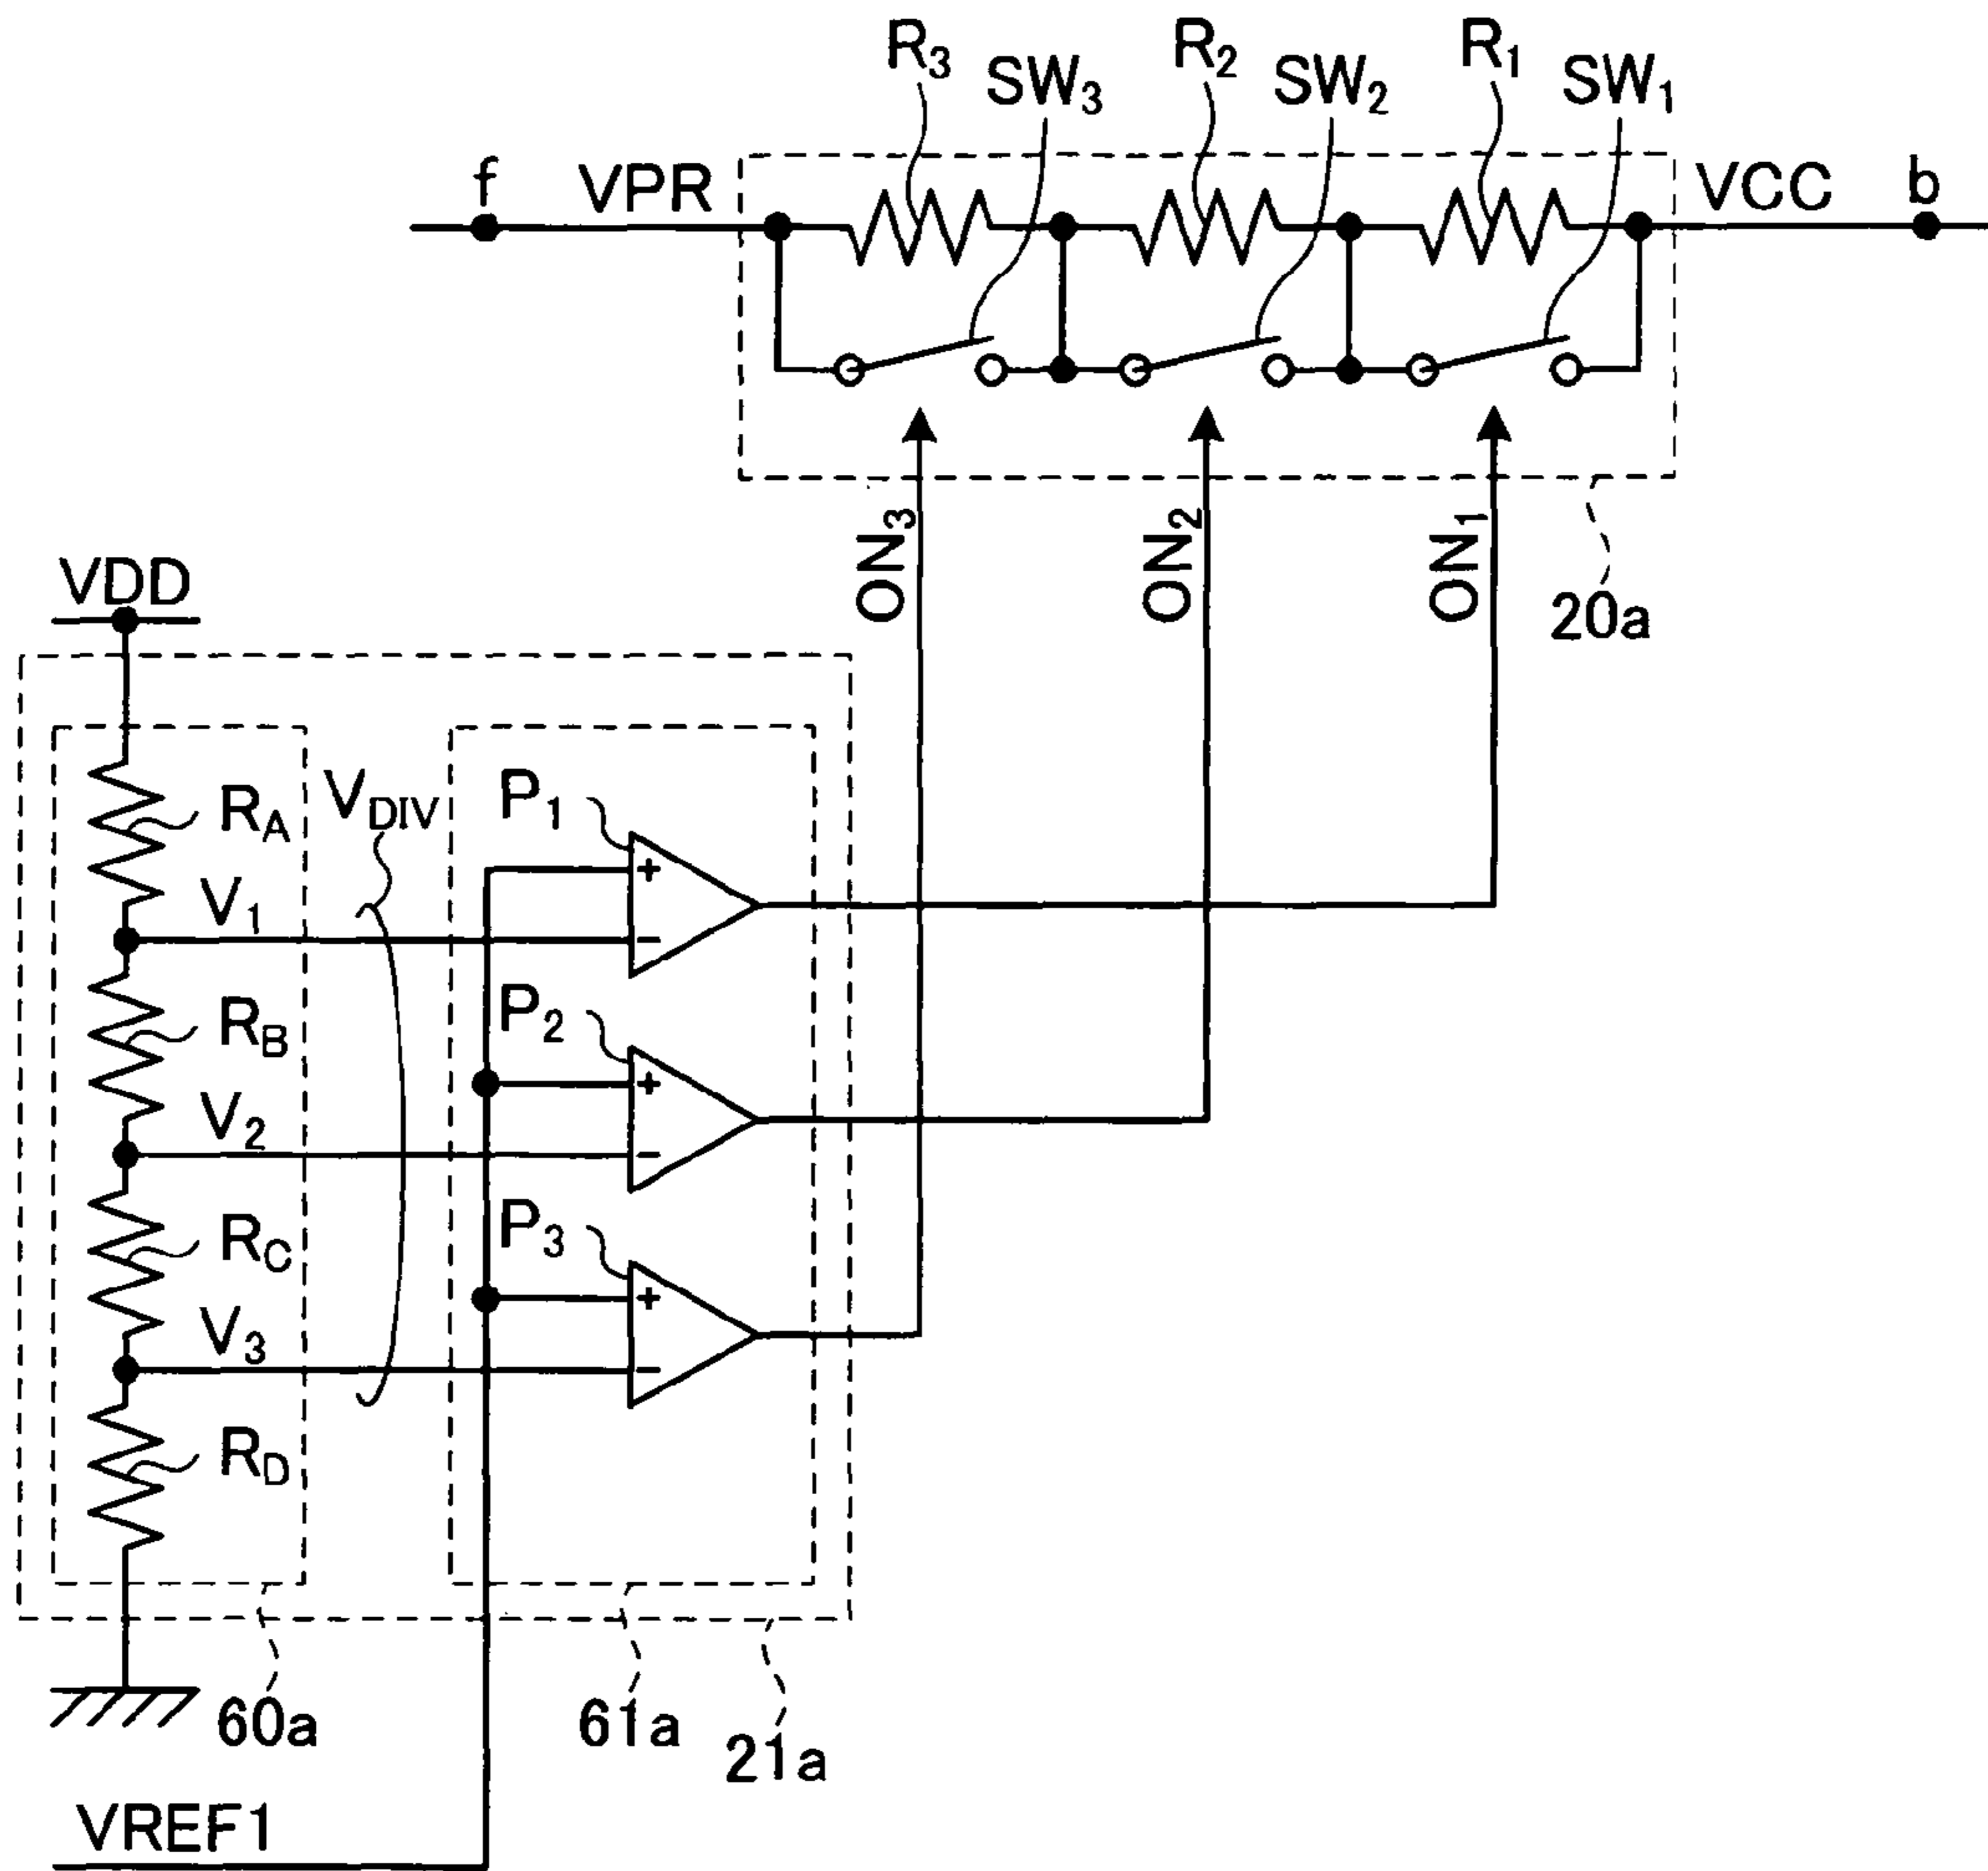 R3 SW3 R2 SW2 R1 SW1
f VPR VCC b
ON3 ON2 ON1
20a
VDD
RA VDIV P1
+
V1
−
RB P2
+
V2
−
RC P3
+
V3
−
RD
60a 61a 21a
VREF1